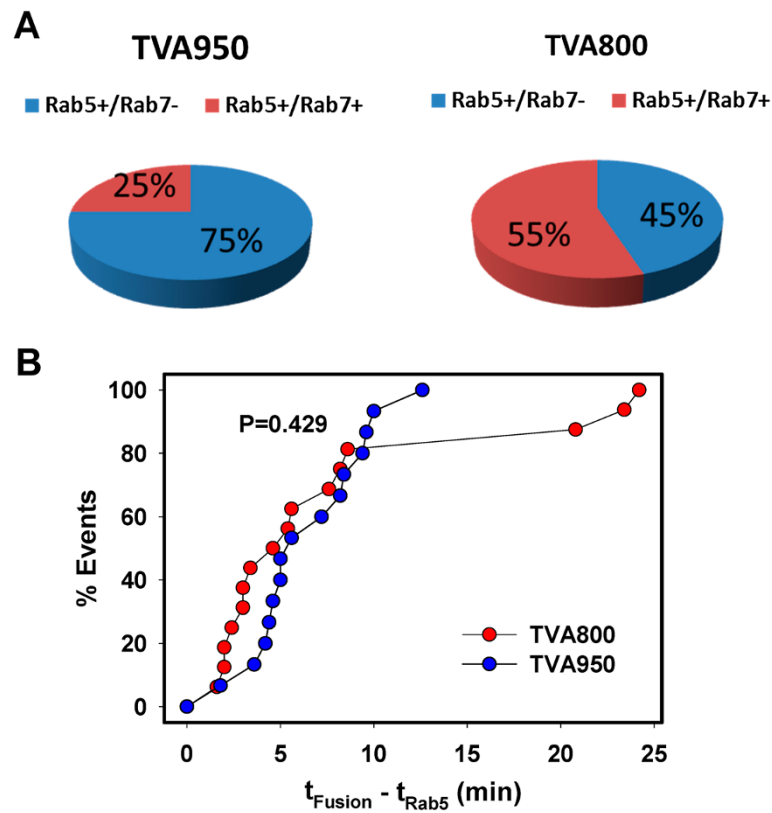 A
TVA950 TVA800
Rab5+/Rab7- Rab5+/Rab7+ Rab5+/Rab7- Rab5+/Rab7+
25% 75% 55% 45%
B
100
80
60
40
20
0
% Events
P=0.429
TVA800
TVA950
0 5 10 15 20 25
tFusion - tRab5 (min)